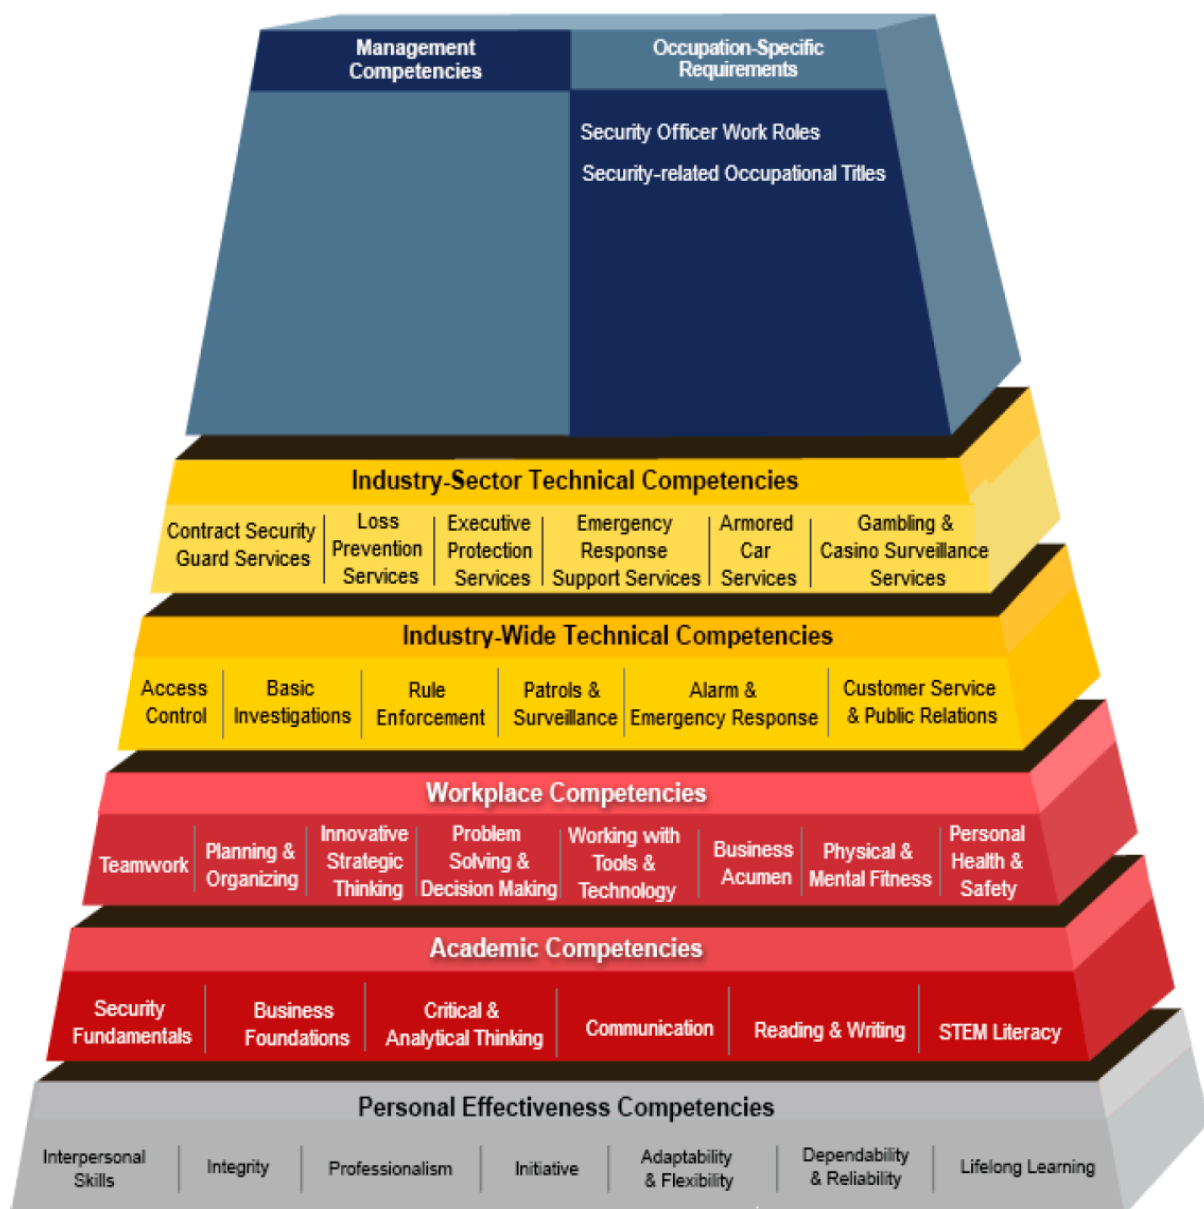 Management
Competencies
Occupation-Specific
Requirements
Security Officer Work Roles
Security-related Occupational Titles
Industry-Sector Technical Competencies
Contract Security
Guard Services
Loss
Prevention
Services
Executive
Protection
Services
Emergency
Response
Support Services
Armored
Car
Services
Gambling &
Casino Surveillance
Services
Industry-Wide Technical Competencies
Access
Control
Basic
Investigations
Rule
Enforcement
Patrols &
Surveillance
Alarm &
Emergency Response
Customer Service
& Public Relations
Workplace Competencies
Teamwork
Planning &
Organizing
Innovative
Strategic
Thinking
Problem
Solving &
Decision Making
Working with
Tools &
Technology
Business
Acumen
Physical &
Mental Fitness
Personal
Health &
Safety
Academic Competencies
Security
Fundamentals
Business
Foundations
Critical &
Analytical Thinking
Communication
Reading & Writing
STEM Literacy
Personal Effectiveness Competencies
Interpersonal
Skills
Integrity
Professionalism
Initiative
Adaptability
& Flexibility
Dependability
& Reliability
Lifelong Learning